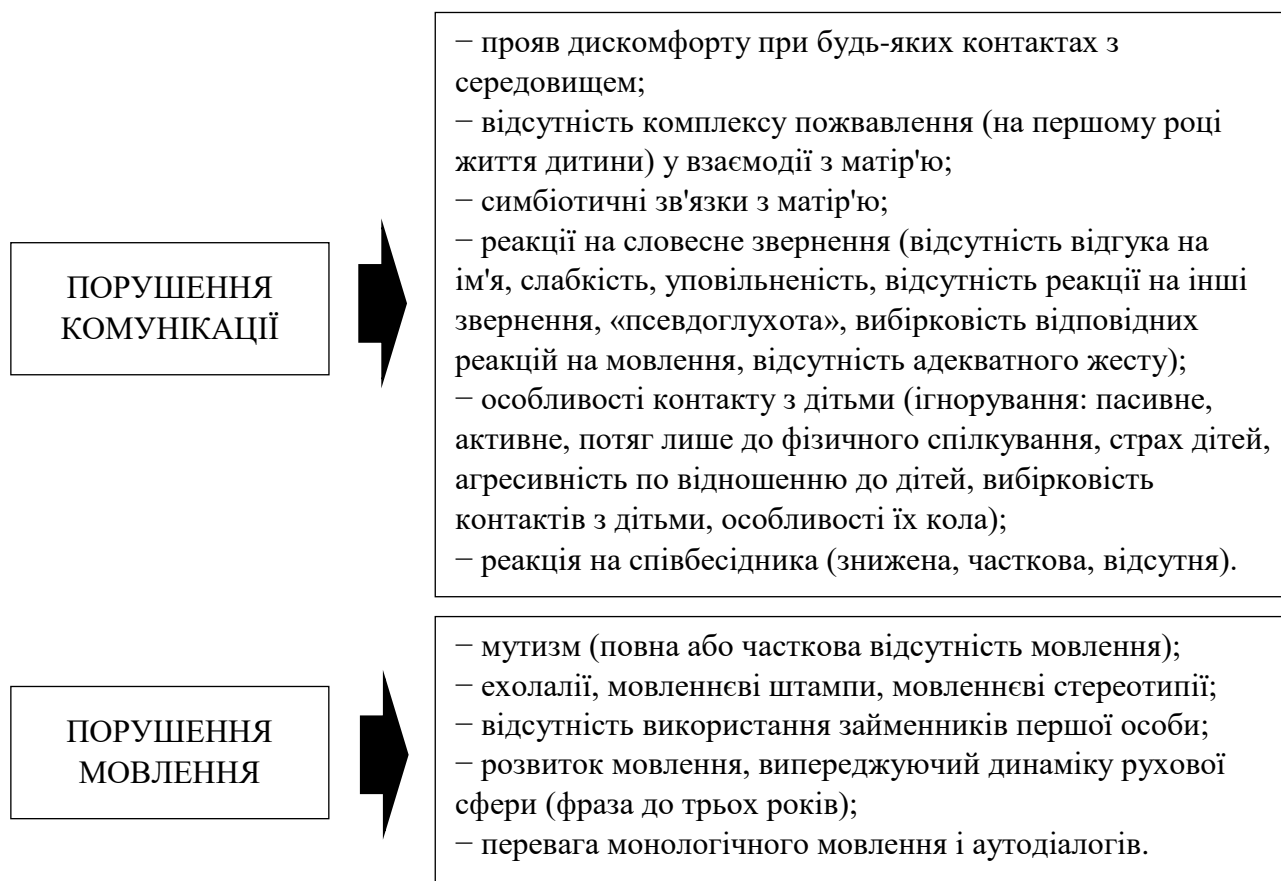 ПОРУШЕННЯ
КОМУНІКАЦІЇ
− прояв дискомфорту при будь-яких контактах з
середовищем;
− відсутність комплексу пожвавлення (на першому році
життя дитини) у взаємодії з матір'ю;
− симбіотичні зв'язки з матір'ю;
− реакції на словесне звернення (відсутність відгука на
ім'я, слабкість, уповільненість, відсутність реакції на інші
звернення, «псевдоглухота», вибірковість відповідних
реакцій на мовлення, відсутність адекватного жесту);
− особливості контакту з дітьми (ігнорування: пасивне,
активне, потяг лише до фізичного спілкування, страх дітей,
агресивність по відношенню до дітей, вибірковість
контактів з дітьми, особливості їх кола);
− реакція на співбесідника (знижена, часткова, відсутня).
ПОРУШЕННЯ
МОВЛЕННЯ
− мутизм (повна або часткова відсутність мовлення);
− ехолалії, мовленнєві штампи, мовленнєві стереотипії;
− відсутність використання займенників першої особи;
− розвиток мовлення, випереджуючий динаміку рухової
сфери (фраза до трьох років);
− перевага монологічного мовлення і аутодіалогів.